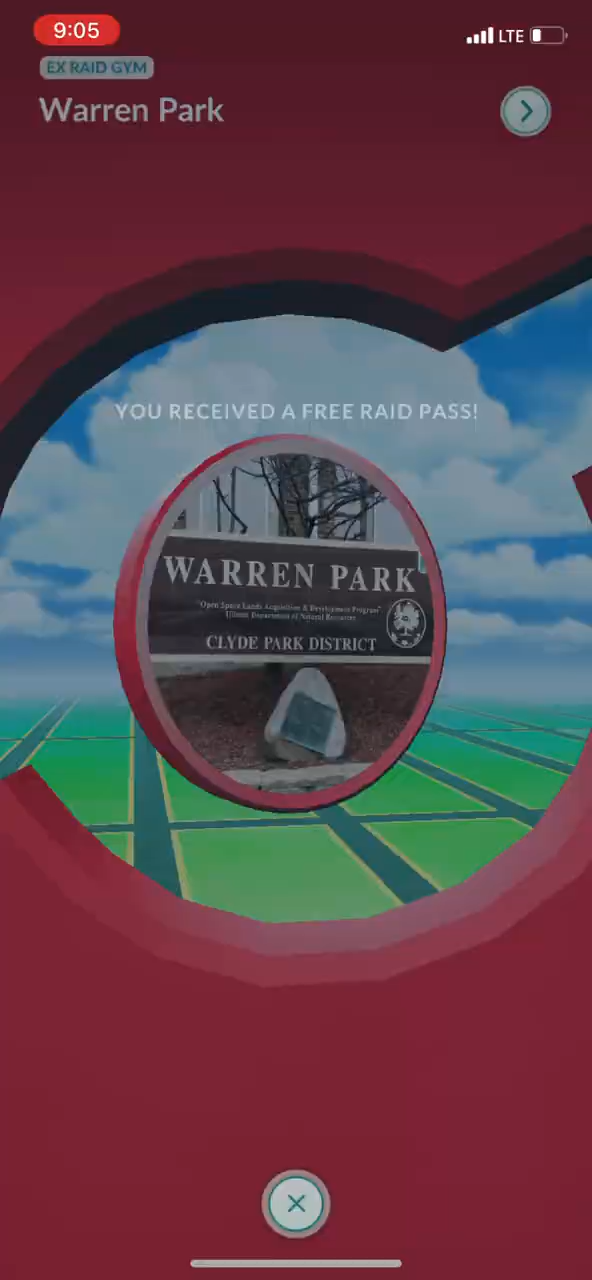 9:05
LTE
EX RAID GYM
Warren Park
YOU RECEIVED A FREE RAID PASS!
WARREN PARK
"Open Space Lands Acquisition & Development Program"
Illinois Department of Natural Resources
CLYDE PARK DISTRICT